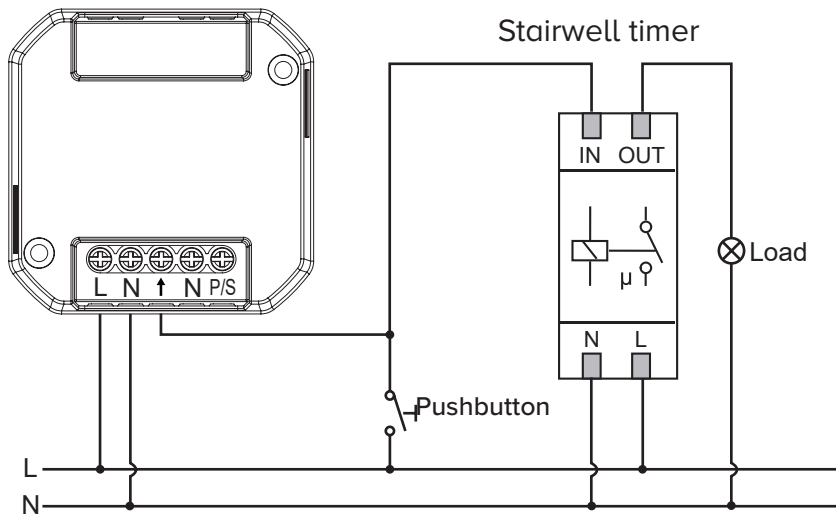 Stairwell timer
IN OUT
µ
Load
L N ↑ N P/S
N L
Pushbutton
L
N